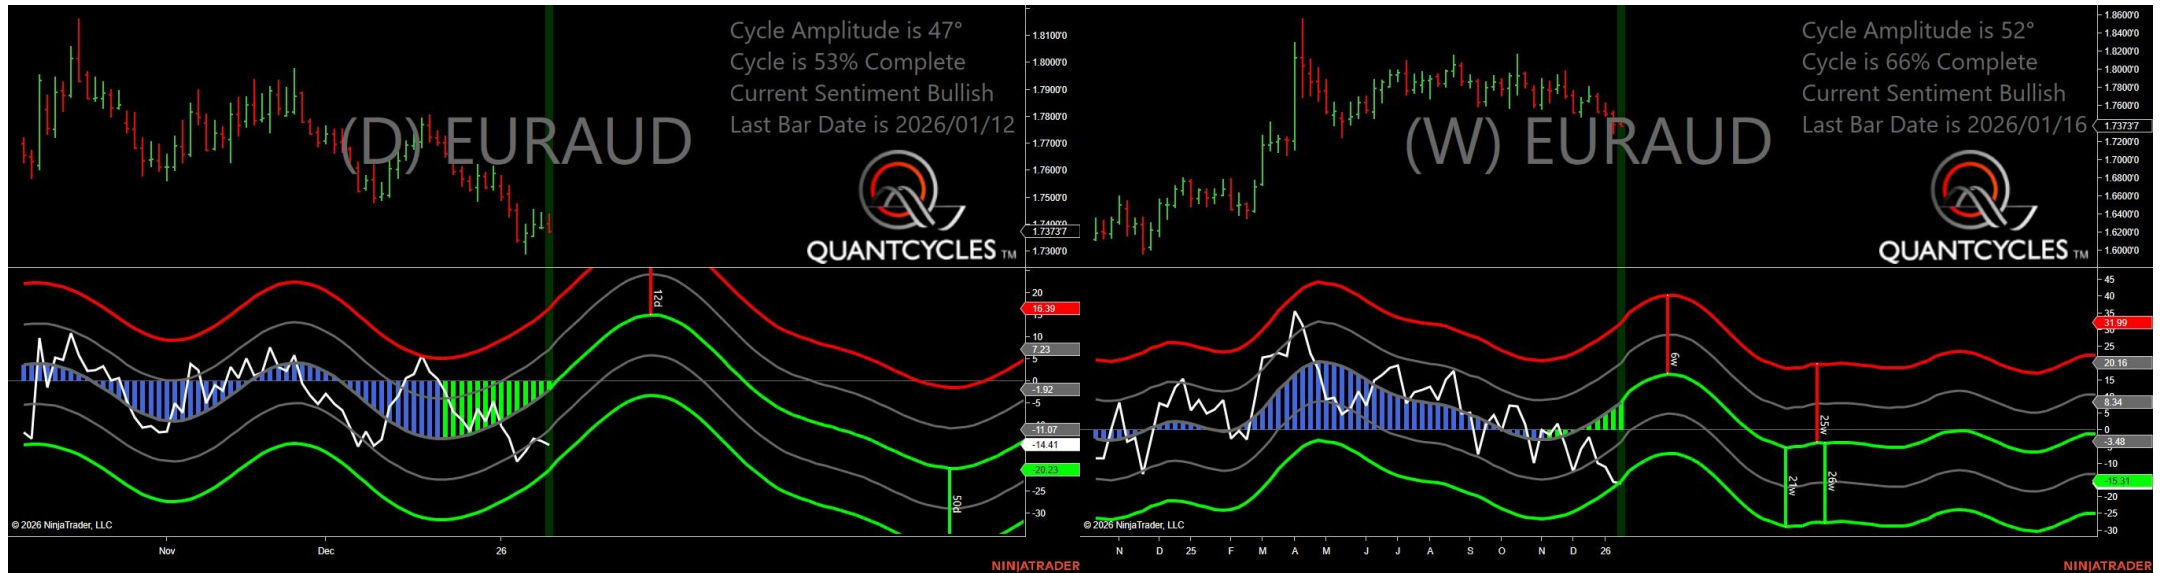 Cycle Amplitude is 47°
Cycle is 53% Complete
Current Sentiment Bullish
Last Bar Date is 2026/01/12
(D) EURAUD
QUANTCYCLES TM
1.8100'0
1.8000'0
1.7900'0
1.7800'0
1.7700'0
1.7600'0
1.7500'0
1.7400'0
1.7373'7
1.7300'0
12d
50d
20
16.39
15
10
7.23
5
0
-1.92
-5
-11.07
-14.41
-20.23
-25
-30
© 2026 NinjaTrader, LLC
Nov
Dec
26
NINJATRADER
Cycle Amplitude is 52°
Cycle is 66% Complete
Current Sentiment Bullish
Last Bar Date is 2026/01/16
(W) EURAUD
QUANTCYCLES TM
1.8600'0
1.8400'0
1.8200'0
1.8000'0
1.7800'0
1.7600'0
1.7373'7
1.7200'0
1.7000'0
1.6800'0
1.6600'0
1.6400'0
1.6200'0
1.6000'0
6w
25w
21w
26w
45
40
35
31.99
30
25
20.16
15
8.34
5
0
-3.48
-10
-15.31
-20
-25
-30
© 2026 NinjaTrader, LLC
N D 25 F M A M J J A S O N D 26
NINJATRADER